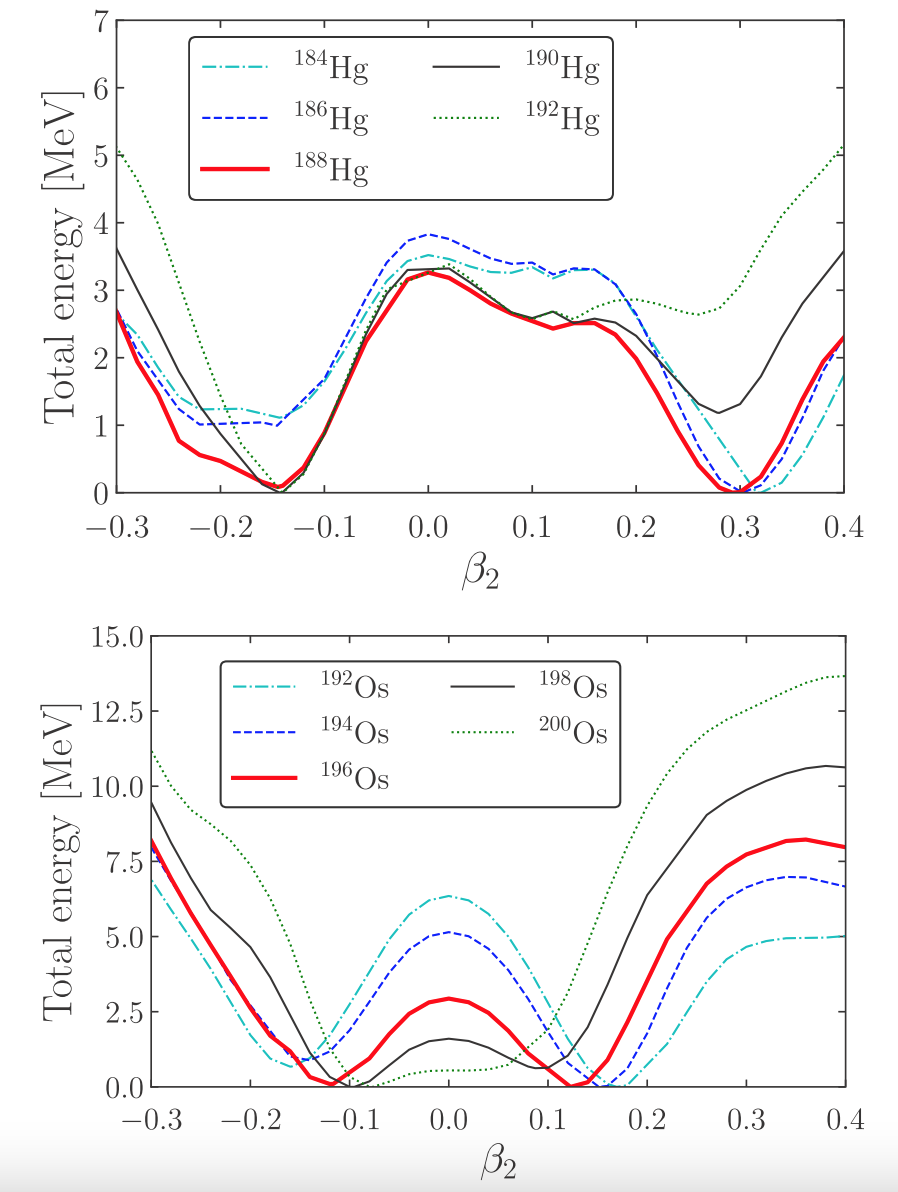 7
6
5
4
3
2
1
0
Total energy [MeV]
¹⁸⁴Hg ¹⁹⁰Hg
¹⁸⁶Hg ¹⁹²Hg
¹⁸⁸Hg
−0.3 −0.2 −0.1 0.0 0.1 0.2 0.3 0.4
β₂
15.0
12.5
10.0
7.5
5.0
2.5
0.0
Total energy [MeV]
¹⁹²Os ¹⁹⁸Os
¹⁹⁴Os ²⁰⁰Os
¹⁹⁶Os
−0.3 −0.2 −0.1 0.0 0.1 0.2 0.3 0.4
β₂